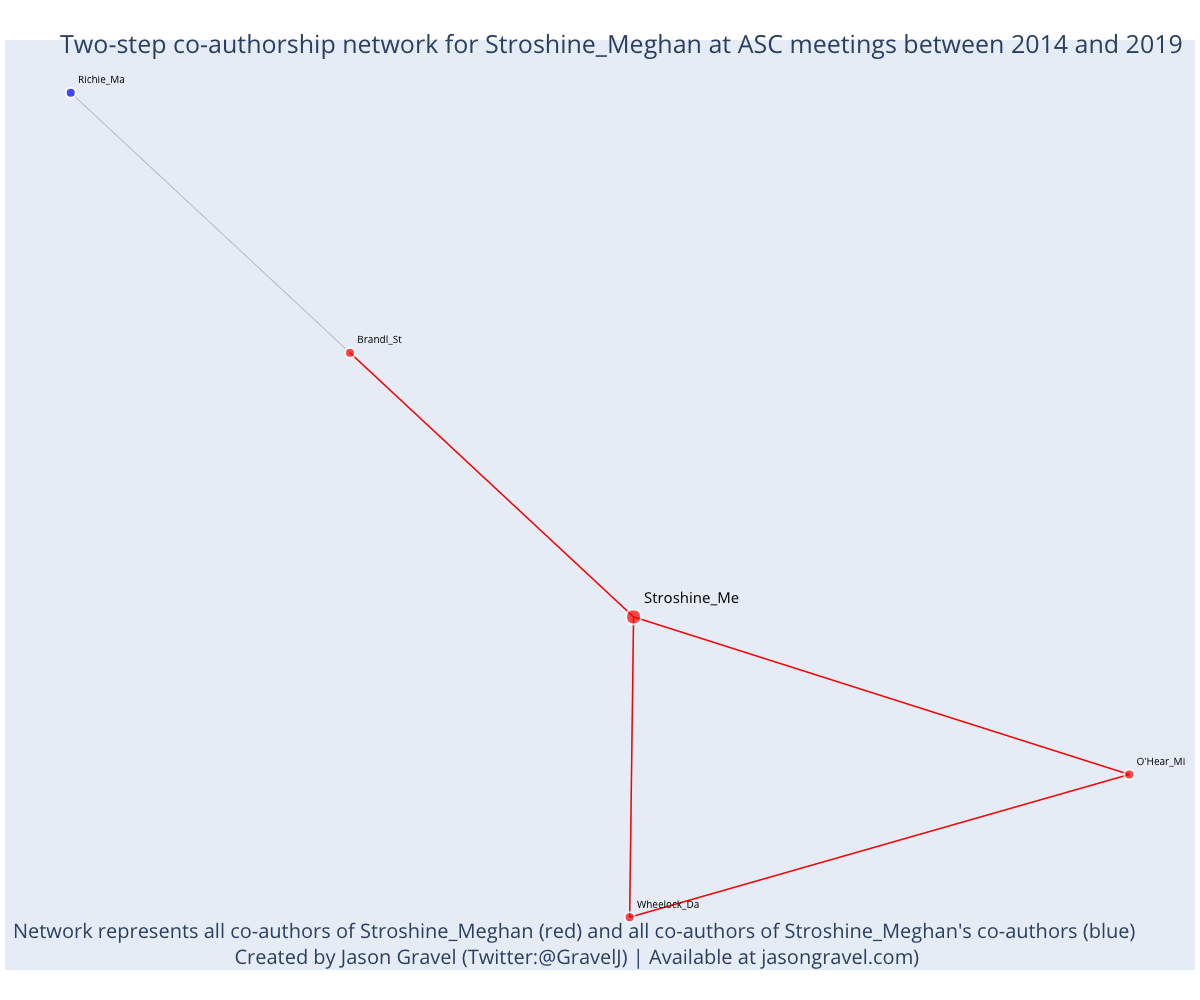 Two-step co-authorship network for Stroshine_Meghan at ASC meetings between 2014 and 2019
Richie_Ma
Brandl_St
Stroshine_Me
O'Hear_Mi
Wheelock_Da
Network represents all co-authors of Stroshine_Meghan (red) and all co-authors of Stroshine_Meghan's co-authors (blue)
Created by Jason Gravel (Twitter:@GravelJ) | Available at jasongravel.com)